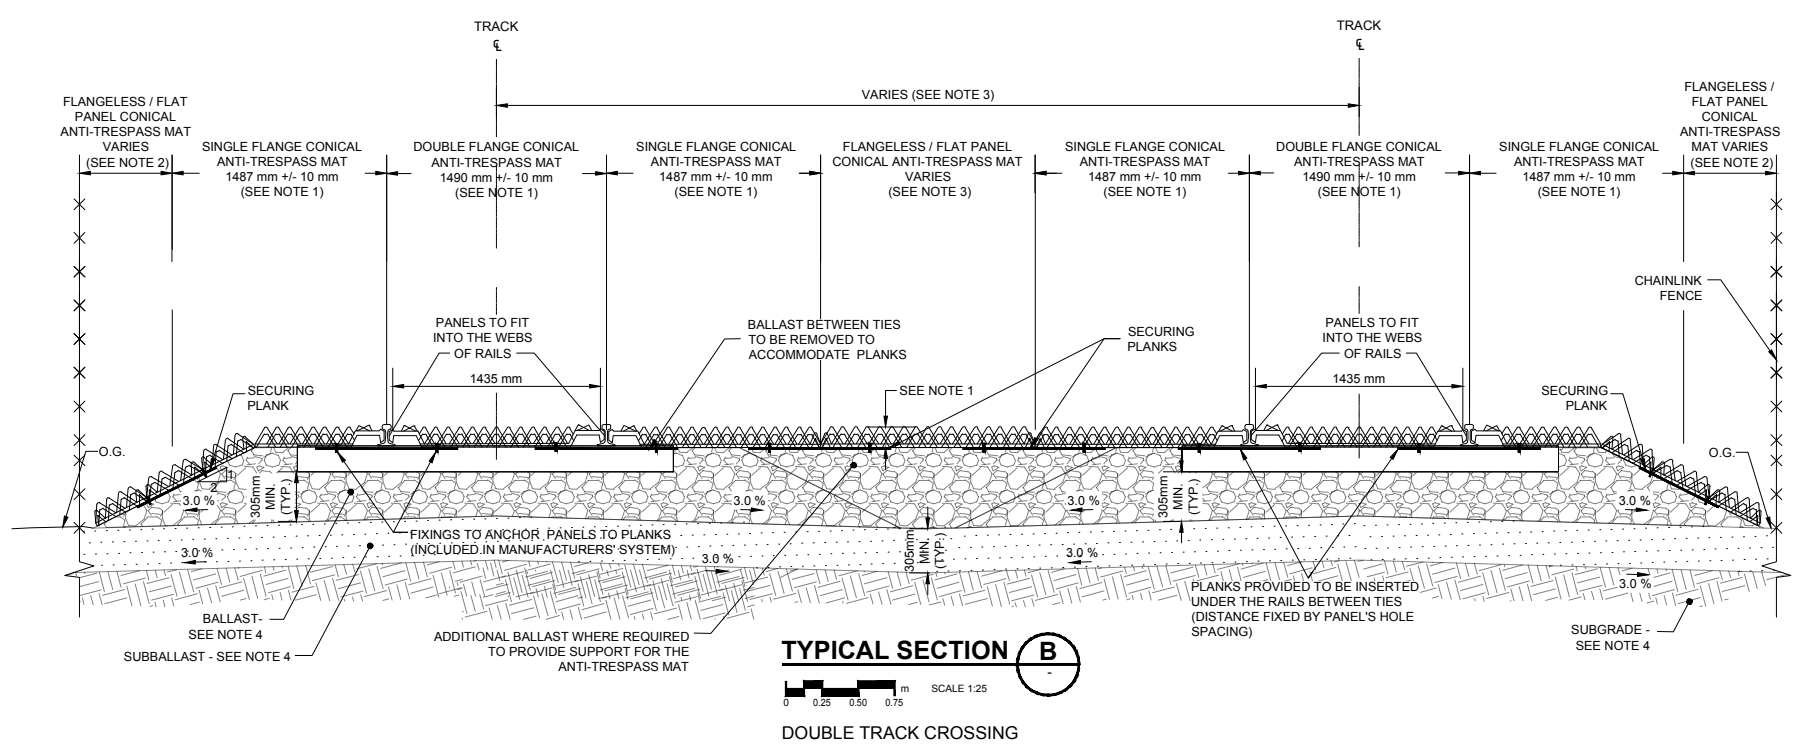 TRACK
℄
TRACK
℄
VARIES (SEE NOTE 3)
FLANGELESS / FLAT
PANEL CONICAL
ANTI-TRESPASS MAT
VARIES
(SEE NOTE 2)
SINGLE FLANGE CONICAL
ANTI-TRESPASS MAT
1487 mm +/- 10 mm
(SEE NOTE 1)
DOUBLE FLANGE CONICAL
ANTI-TRESPASS MAT
1490 mm +/- 10 mm
(SEE NOTE 1)
SINGLE FLANGE CONICAL
ANTI-TRESPASS MAT
1487 mm +/- 10 mm
(SEE NOTE 1)
FLANGELESS / FLAT PANEL
CONICAL ANTI-TRESPASS MAT
VARIES
(SEE NOTE 3)
SINGLE FLANGE CONICAL
ANTI-TRESPASS MAT
1487 mm +/- 10 mm
(SEE NOTE 1)
DOUBLE FLANGE CONICAL
ANTI-TRESPASS MAT
1490 mm +/- 10 mm
(SEE NOTE 1)
SINGLE FLANGE CONICAL
ANTI-TRESPASS MAT
1487 mm +/- 10 mm
(SEE NOTE 1)
FLANGELESS /
FLAT PANEL
CONICAL
ANTI-TRESPASS
MAT VARIES
(SEE NOTE 2)
CHAINLINK
FENCE
PANELS TO FIT
INTO THE WEBS
OF RAILS
1435 mm
BALLAST BETWEEN TIES
TO BE REMOVED TO
ACCOMMODATE PLANKS
SECURING
PLANKS
SEE NOTE 1
PANELS TO FIT
INTO THE WEBS
OF RAILS
1435 mm
SECURING
PLANK
SECURING
PLANK
O.G.
O.G.
1
2
305mm
MIN.
(TYP.)
305mm
MIN.
(TYP.)
305mm
MIN.
(TYP.)
3.0 %
3.0 %
3.0 %
3.0 %
3.0 %
3.0 %
3.0 %
3.0 %
FIXINGS TO ANCHOR PANELS TO PLANKS
(INCLUDED IN MANUFACTURERS' SYSTEM)
PLANKS PROVIDED TO BE INSERTED
UNDER THE RAILS BETWEEN TIES
(DISTANCE FIXED BY PANEL'S HOLE
SPACING)
BALLAST-
SEE NOTE 4
SUBBALLAST - SEE NOTE 4
ADDITIONAL BALLAST WHERE REQUIRED
TO PROVIDE SUPPORT FOR THE
ANTI-TRESPASS MAT
SUBGRADE -
SEE NOTE 4
TYPICAL SECTION
B
-
0 0.25 0.50 0.75 m
SCALE 1:25
DOUBLE TRACK CROSSING